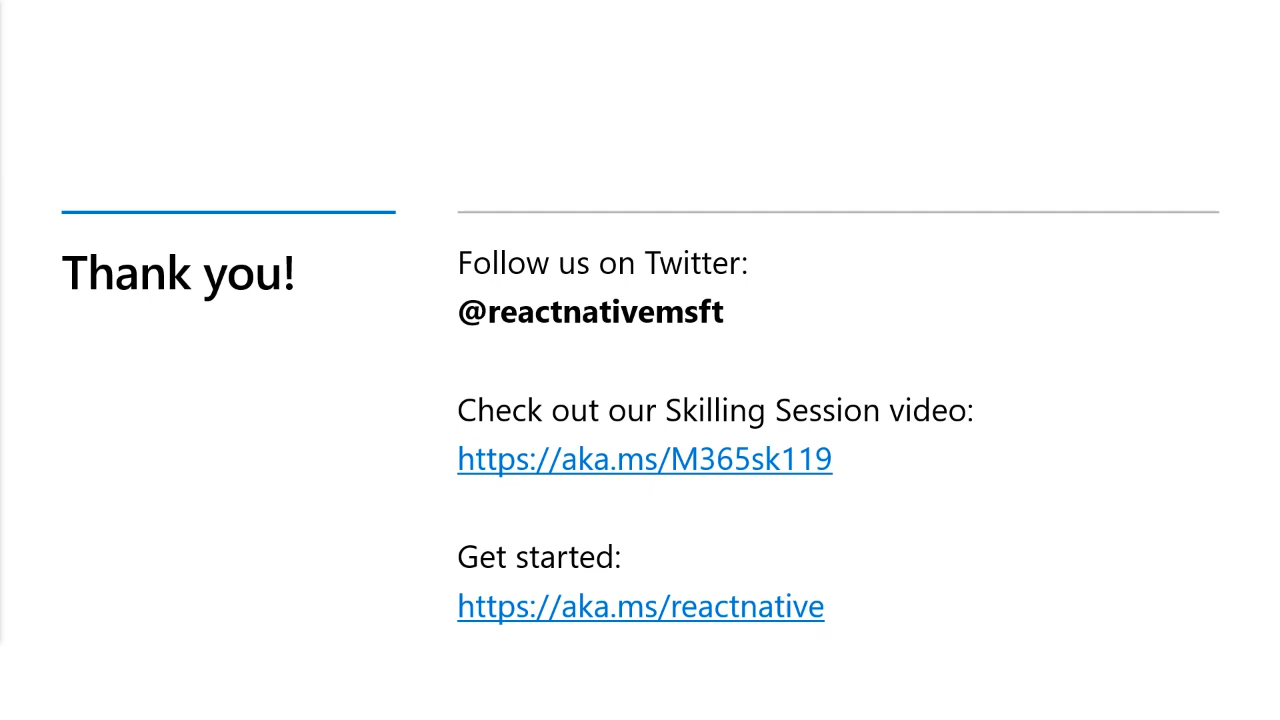 Thank you!
Follow us on Twitter:
@reactnativemsft
Check out our Skilling Session video:
https://aka.ms/M365sk119
Get started:
https://aka.ms/reactnative